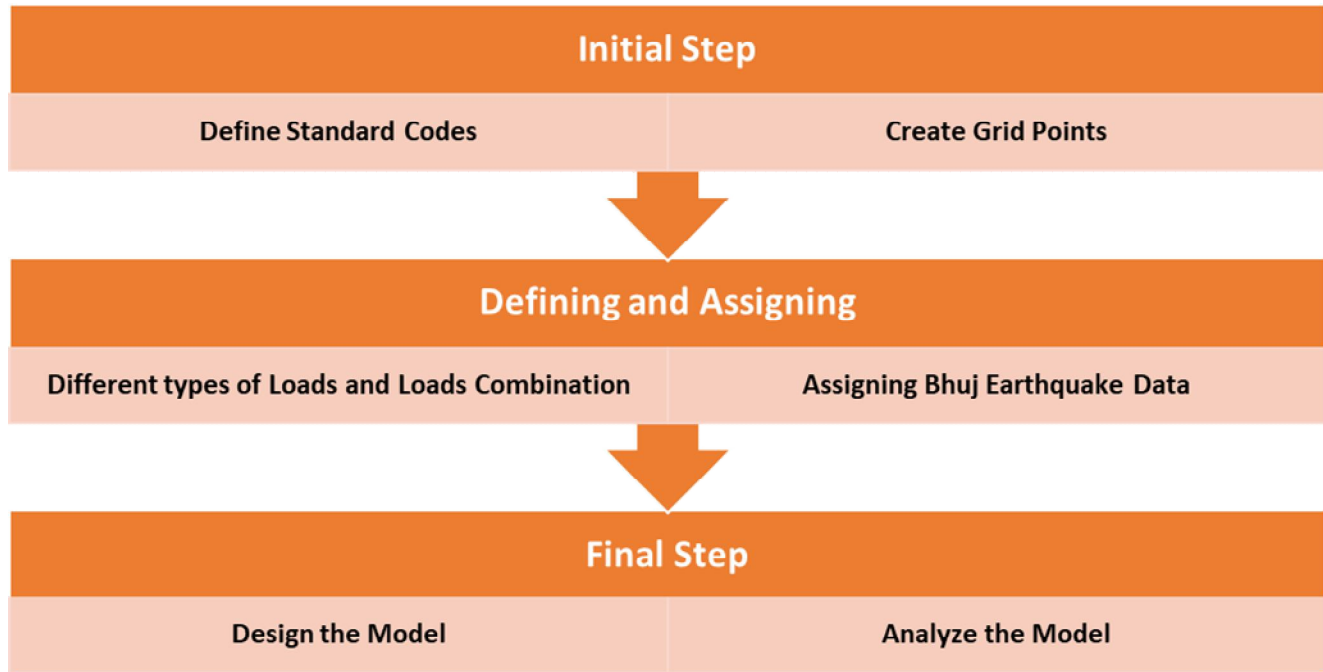 Initial Step
Define Standard Codes
Create Grid Points
Defining and Assigning
Different types of Loads and Loads Combination
Assigning Bhuj Earthquake Data
Final Step
Design the Model
Analyze the Model